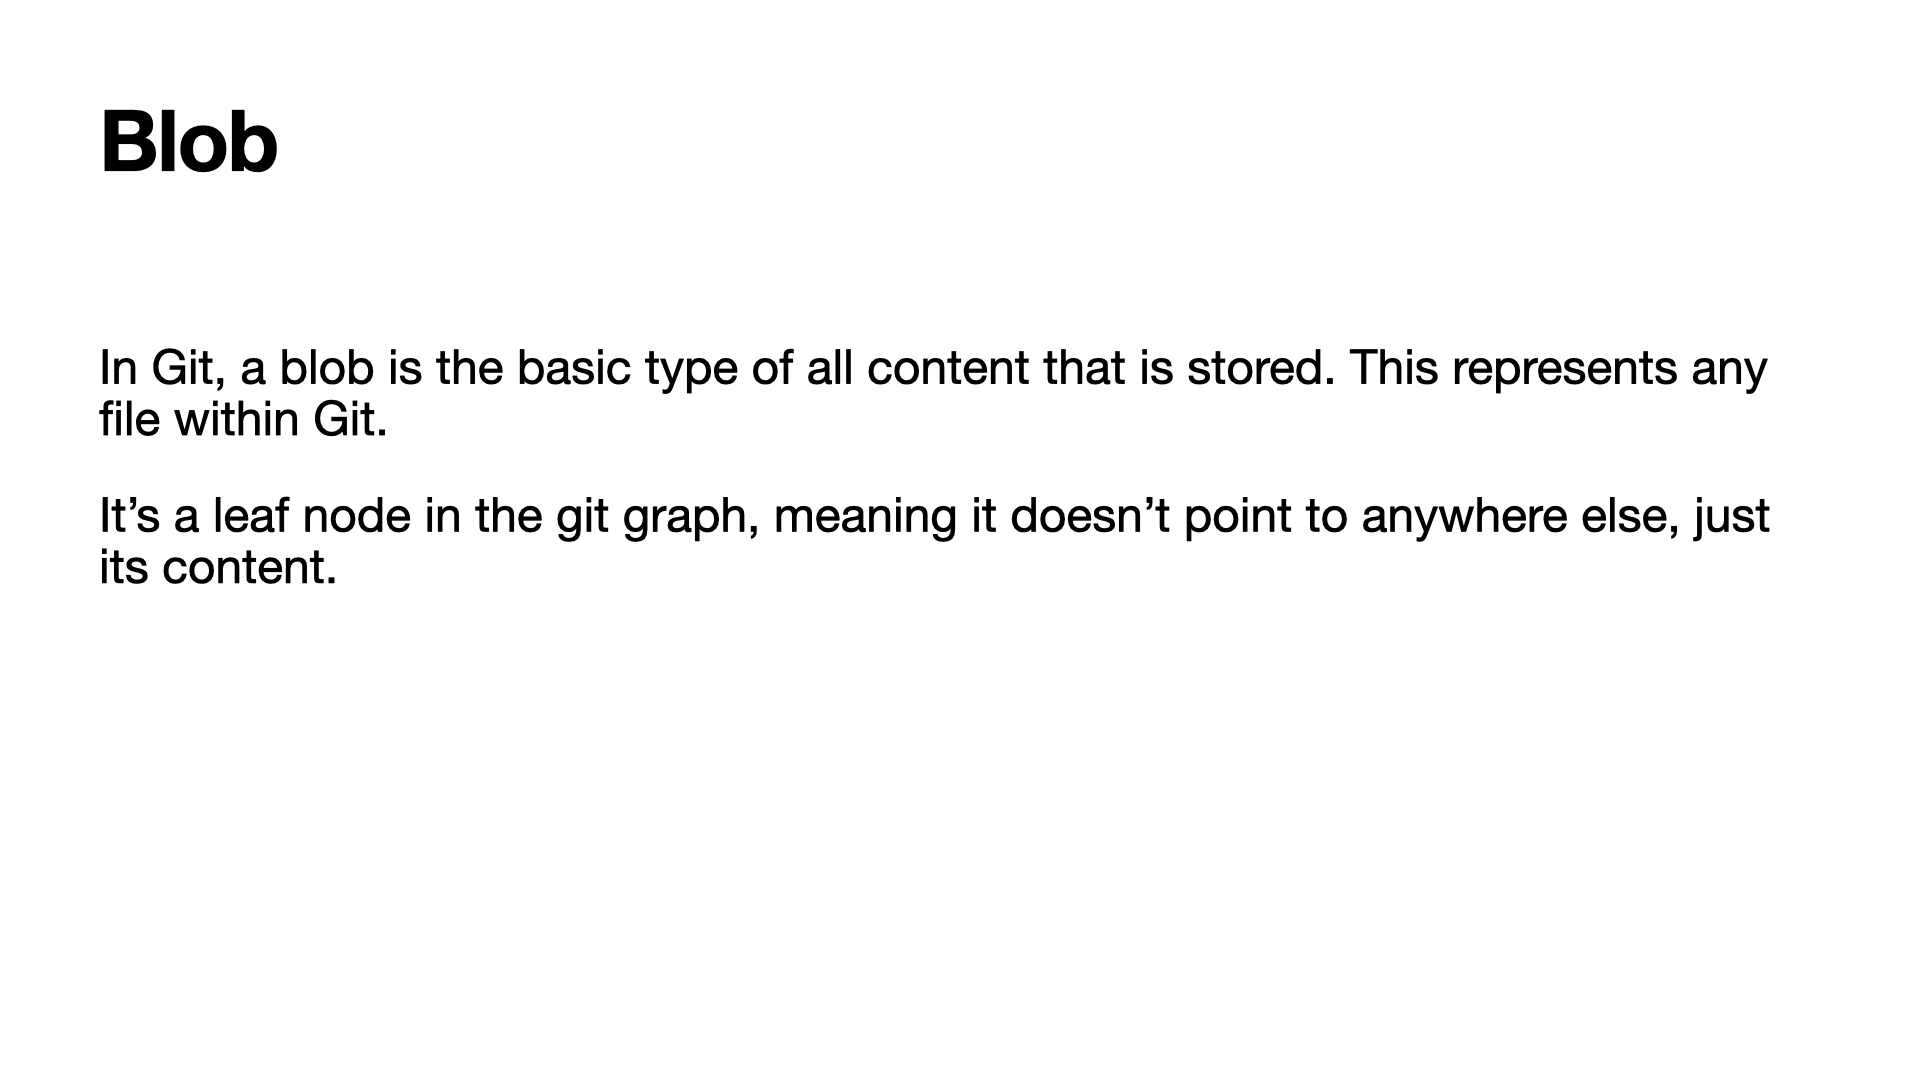 Blob
In Git, a blob is the basic type of all content that is stored. This represents any
file within Git.
It’s a leaf node in the git graph, meaning it doesn’t point to anywhere else, just
its content.